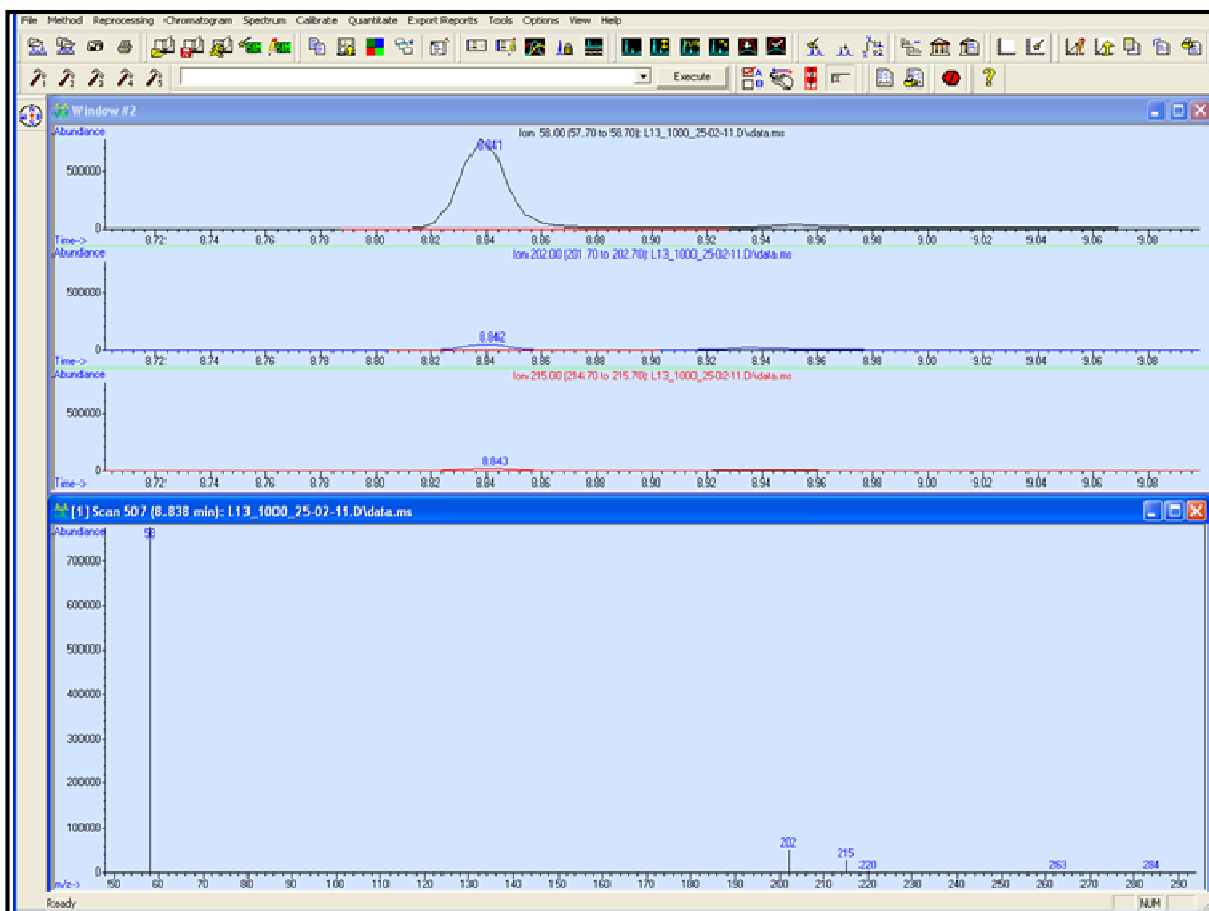 File Method Reprocessing Chromatogram Spectrum Calibrate Quantitate Export Reports Tools Options View Help
Execute
Window #2
Abundance
Ion 58.00 (57.70 to 58.70): L13_1000_25-02-11.D\data.ms
8.841
500000
0
Time--> 8.72 8.74 8.76 8.78 8.80 8.82 8.84 8.86 8.88 8.90 8.92 8.94 8.96 8.98 9.00 9.02 9.04 9.06 9.08
Abundance
Ion 202.00 (201.70 to 202.70): L13_1000_25-02-11.D\data.ms
500000
8.842
0
Time--> 8.72 8.74 8.76 8.78 8.80 8.82 8.84 8.86 8.88 8.90 8.92 8.94 8.96 8.98 9.00 9.02 9.04 9.06 9.08
Abundance
Ion 215.00 (214.70 to 215.70): L13_1000_25-02-11.D\data.ms
500000
8.843
0
Time--> 8.72 8.74 8.76 8.78 8.80 8.82 8.84 8.86 8.88 8.90 8.92 8.94 8.96 8.98 9.00 9.02 9.04 9.06 9.08
[1] Scan 507 (8.838 min): L13_1000_25-02-11.D\data.ms
Abundance
58
700000
600000
500000
400000
300000
200000
100000
202
215
220
263
284
0
m/z--> 50 60 70 80 90 100 110 120 130 140 150 160 170 180 190 200 210 220 230 240 250 260 270 280 290
Ready
NUM